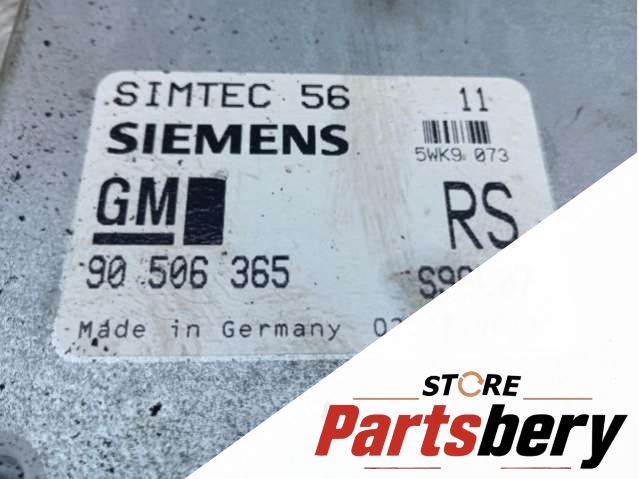 SIMTEC 56 11
SIEMENS
5WK9 073
GM RS
90 506 365
Made in Germany
STORE
Partsbery